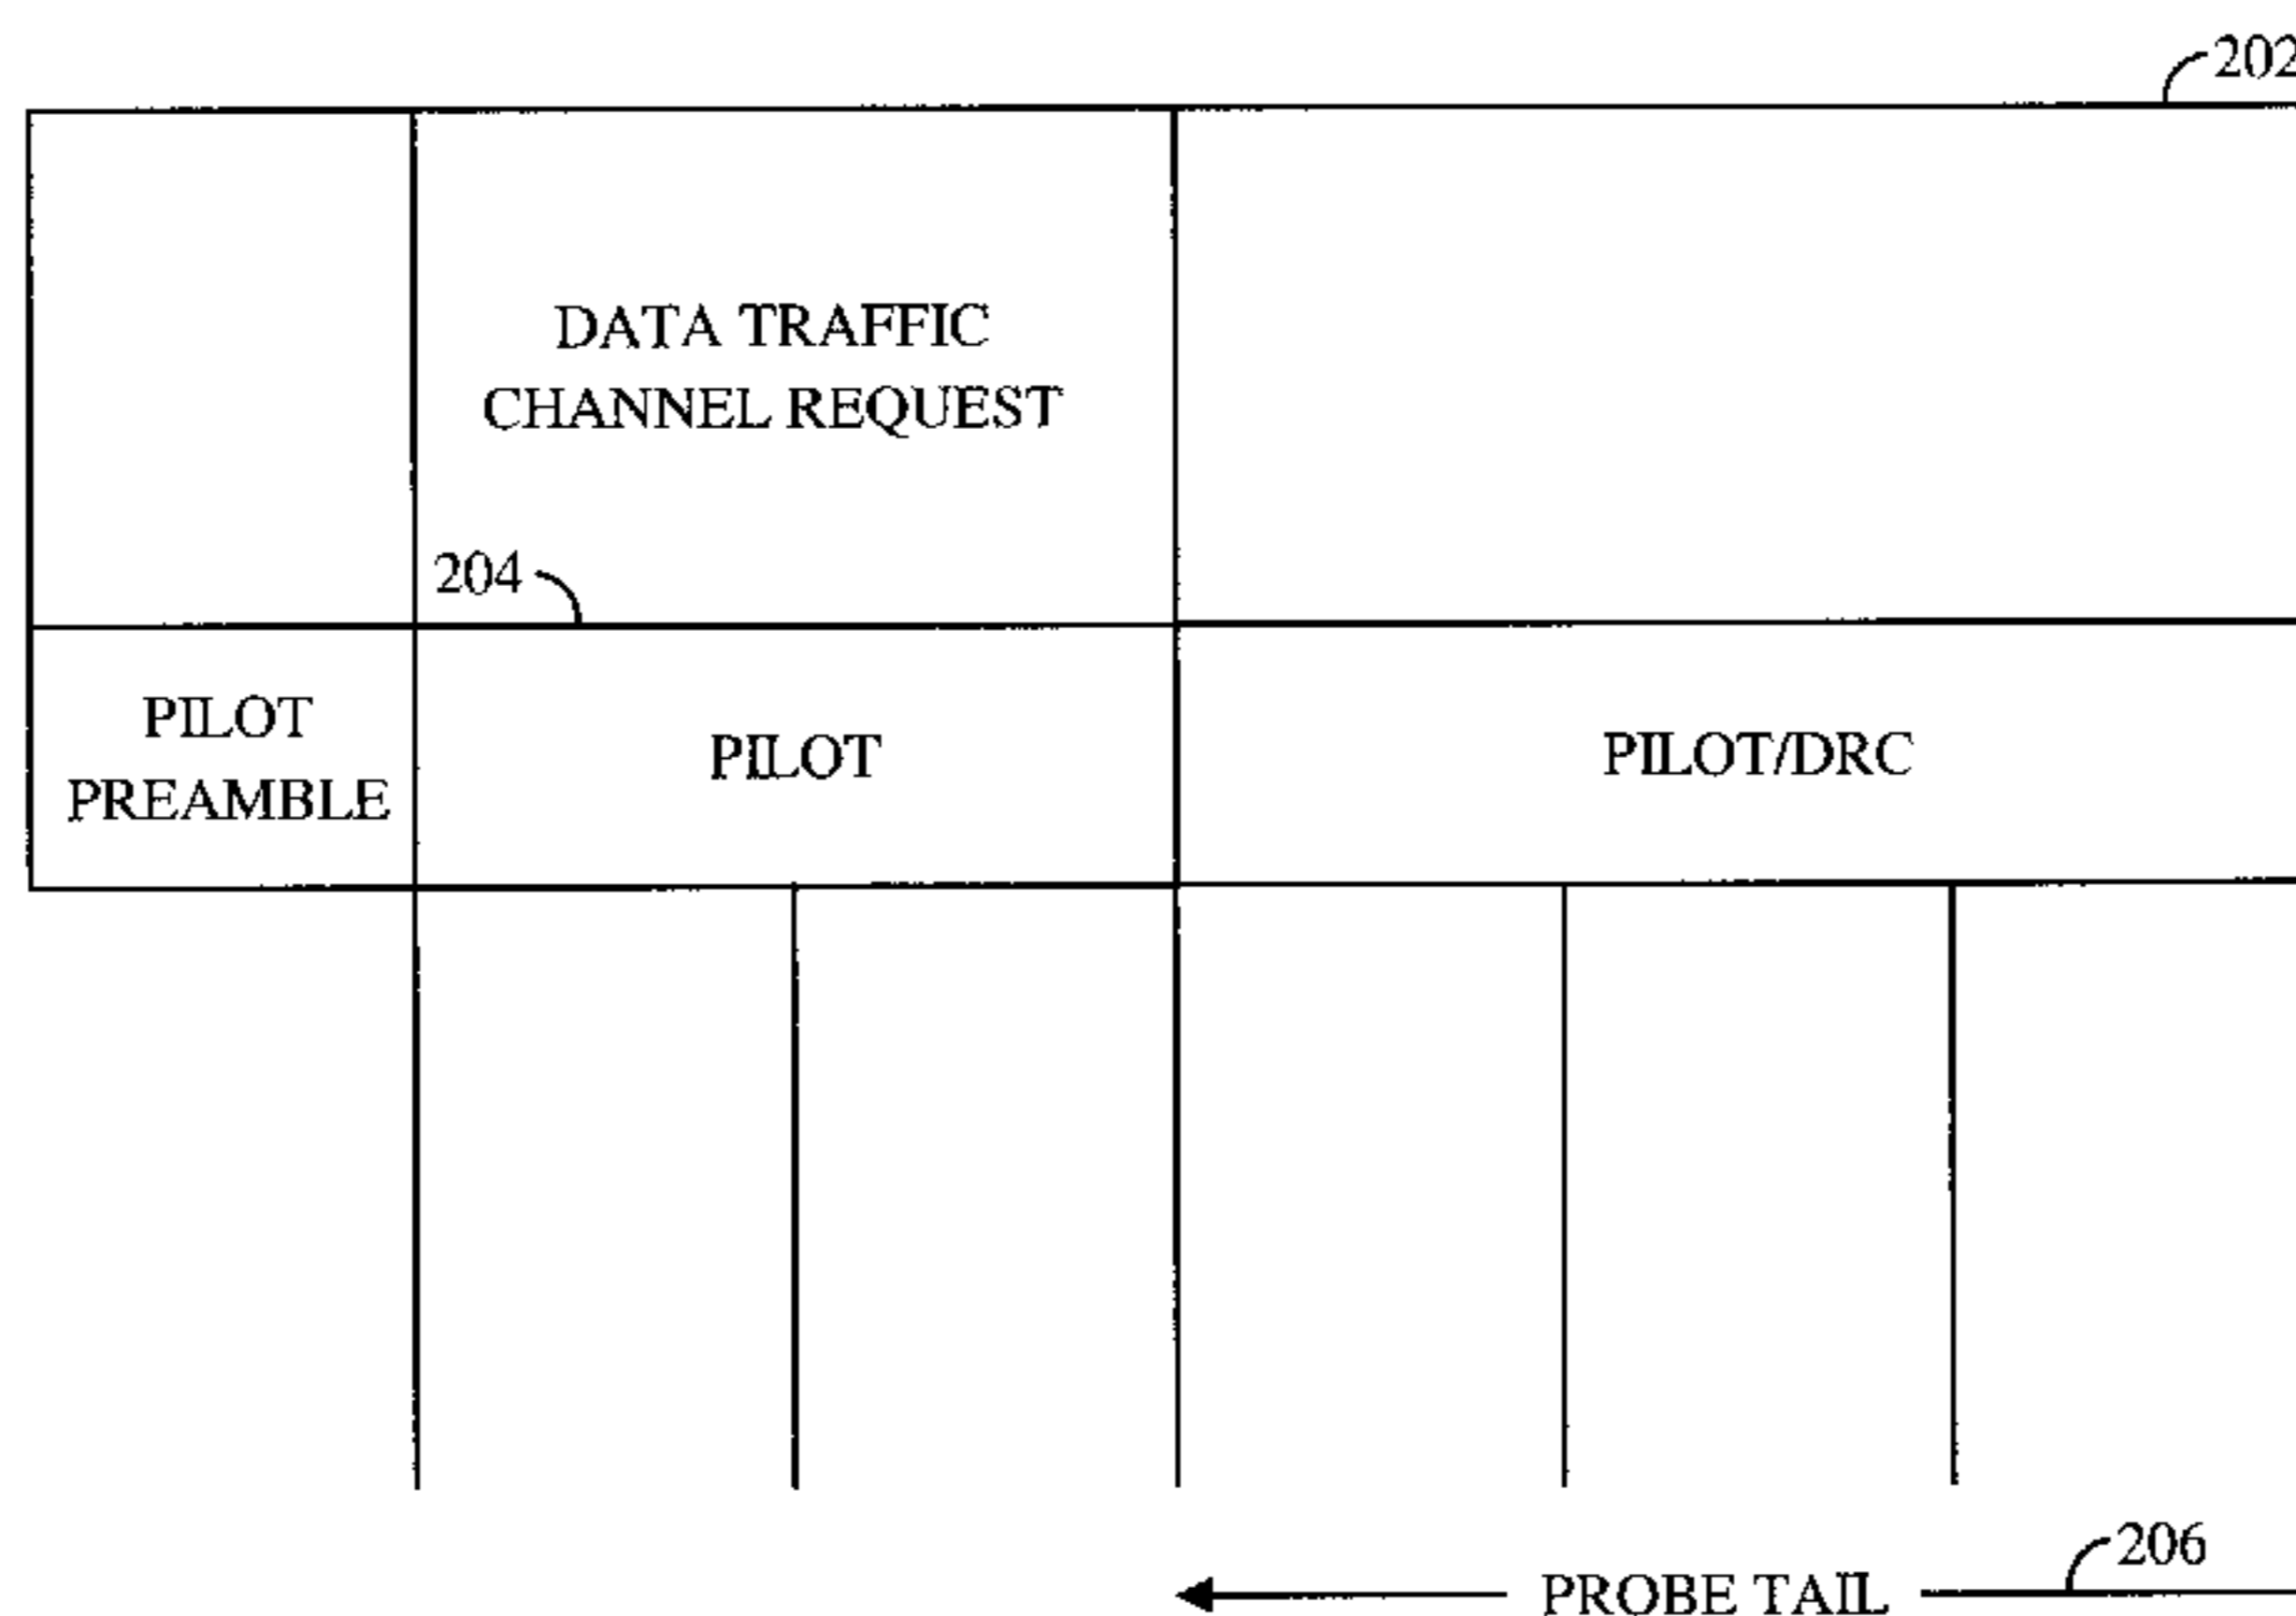 202
DATA TRAFFIC
CHANNEL REQUEST
204
PILOT
PREAMBLE
PILOT
PILOT/DRC
206
PROBE TAIL